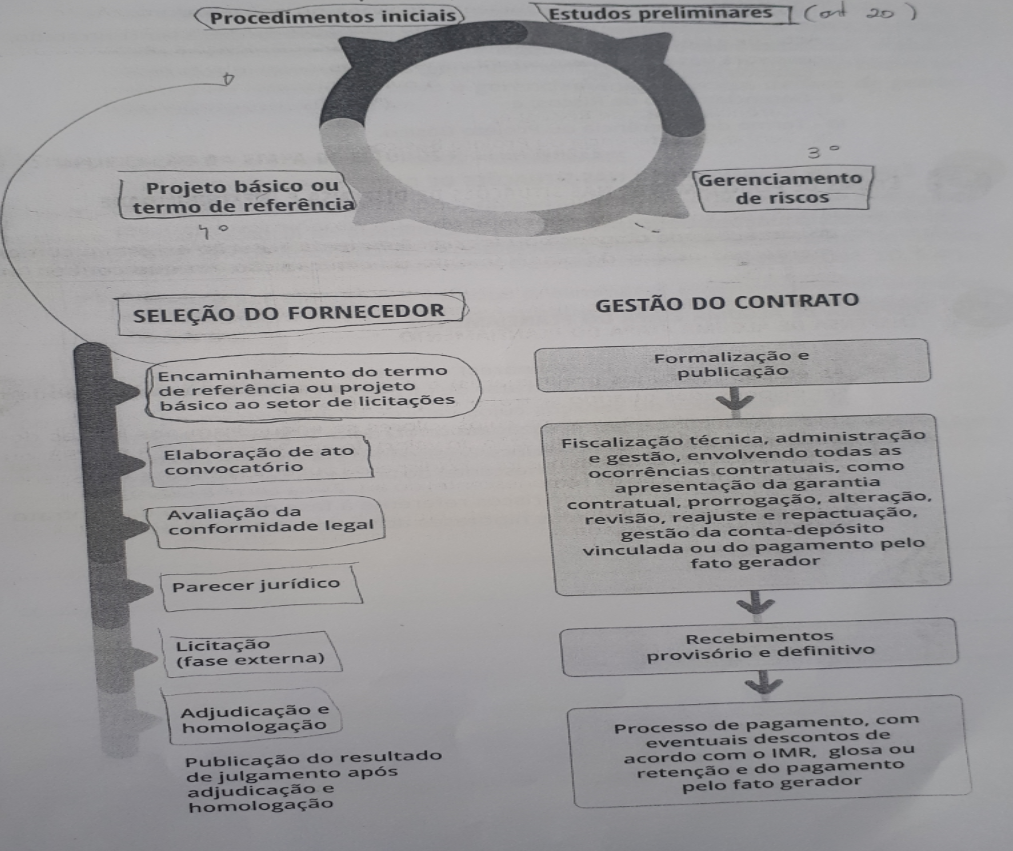 Procedimentos iniciais
Estudos preliminares
20
3º
Projeto básico ou
termo de referência
4º
Gerenciamento
de riscos
SELEÇÃO DO FORNECEDOR
Encaminhamento do termo
de referência ou projeto
básico ao setor de licitações
Elaboração de ato
convocatório
Avaliação da
conformidade legal
Parecer jurídico
Licitação
(fase externa)
Adjudicação e
homologação
Publicação do resultado
de julgamento após
adjudicação e
homologação
GESTÃO DO CONTRATO
Formalização e
publicação
Fiscalização técnica, administração
e gestão, envolvendo todas as
ocorrências contratuais, como
apresentação da garantia
contratual, prorrogação, alteração,
revisão, reajuste e repactuação,
gestão da conta-depósito
vinculada ou do pagamento pelo
fato gerador
Recebimentos
provisório e definitivo
Processo de pagamento, com
eventuais descontos de
acordo com o IMR, glosa ou
retenção e do pagamento
pelo fato gerador